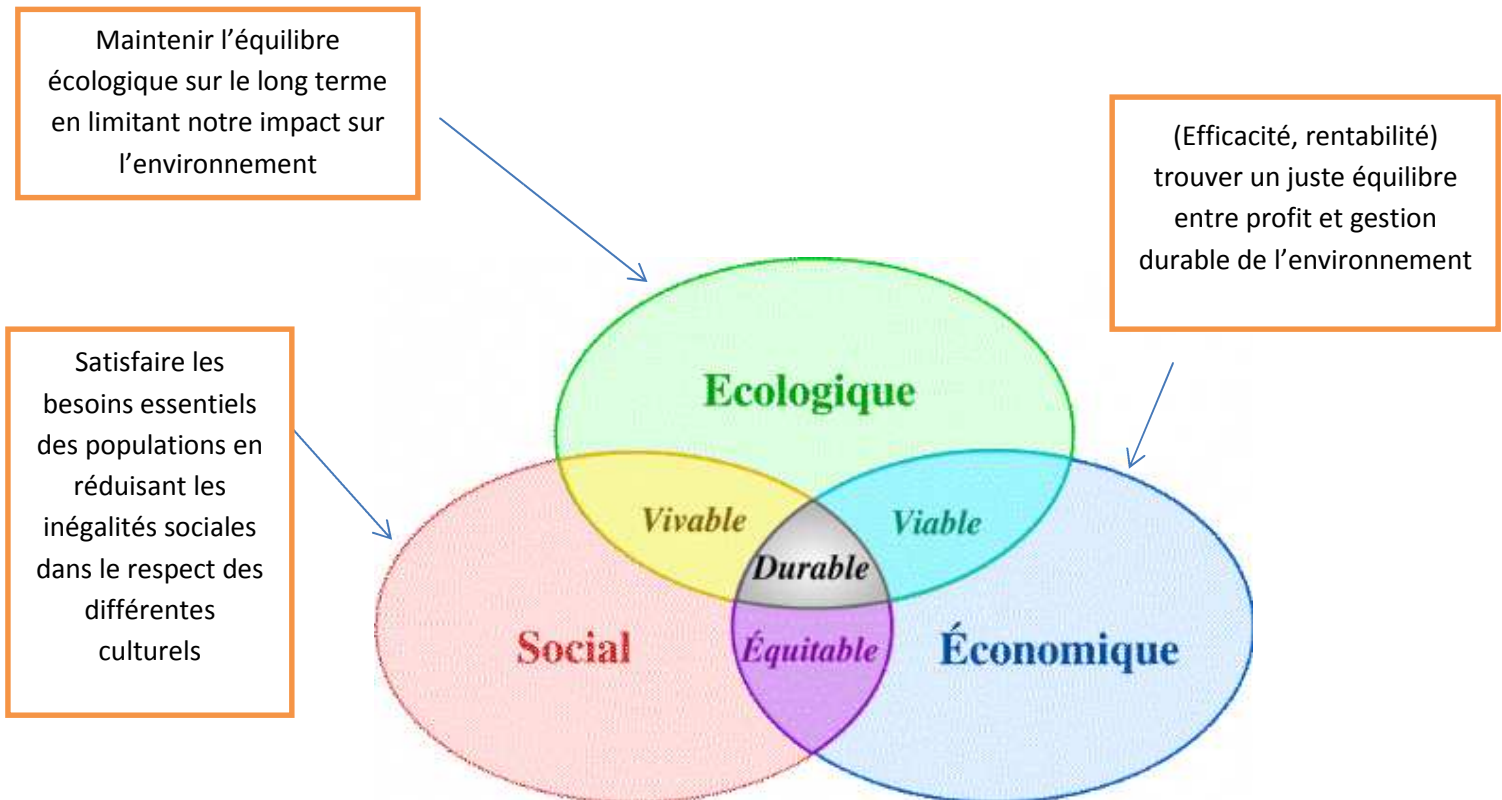 Maintenir l’équilibre
écologique sur le long terme
en limitant notre impact sur
l’environnement
(Efficacité, rentabilité)
trouver un juste équilibre
entre profit et gestion
durable de l’environnement
Satisfaire les
besoins essentiels
des populations en
réduisant les
inégalités sociales
dans le respect des
différentes
culturels
Ecologique
Vivable
Viable
Durable
Social
Équitable
Économique